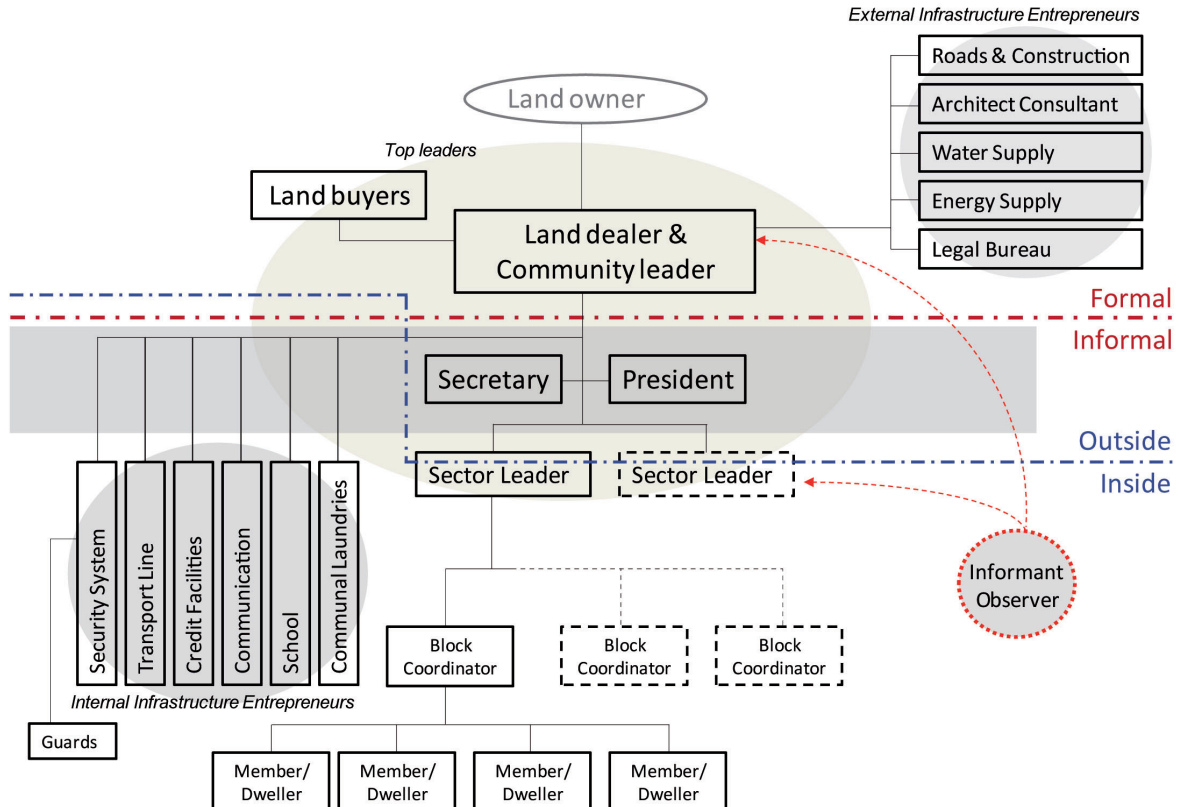 External Infrastructure Entrepreneurs
Roads & Construction
Architect Consultant
Water Supply
Energy Supply
Legal Bureau
Land owner
Top leaders
Land buyers
Land dealer &
Community leader
Formal
Informal
Secretary
President
Outside
Inside
Sector Leader
Sector Leader
Security System
Transport Line
Credit Facilities
Communication
School
Communal Laundries
Internal Infrastructure Entrepreneurs
Guards
Informant
Observer
Block
Coordinator
Block
Coordinator
Block
Coordinator
Member/
Dweller
Member/
Dweller
Member/
Dweller
Member/
Dweller